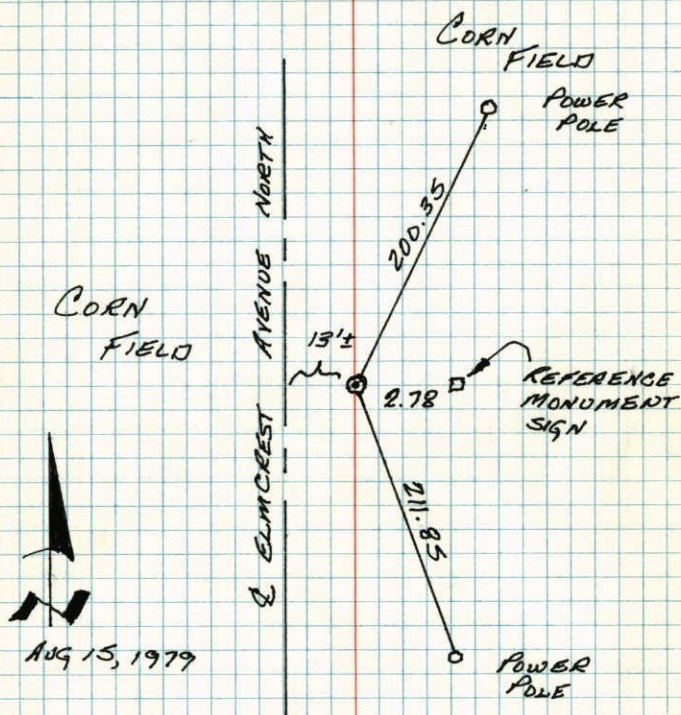 CORN
FIELD
POWER
POLE
200.35
CORN
FIELD
13'±
2.78
REFERENCE
MONUMENT
SIGN
℄ ELMCREST AVENUE NORTH
211.85
N
AUG 15, 1979
POWER
POLE